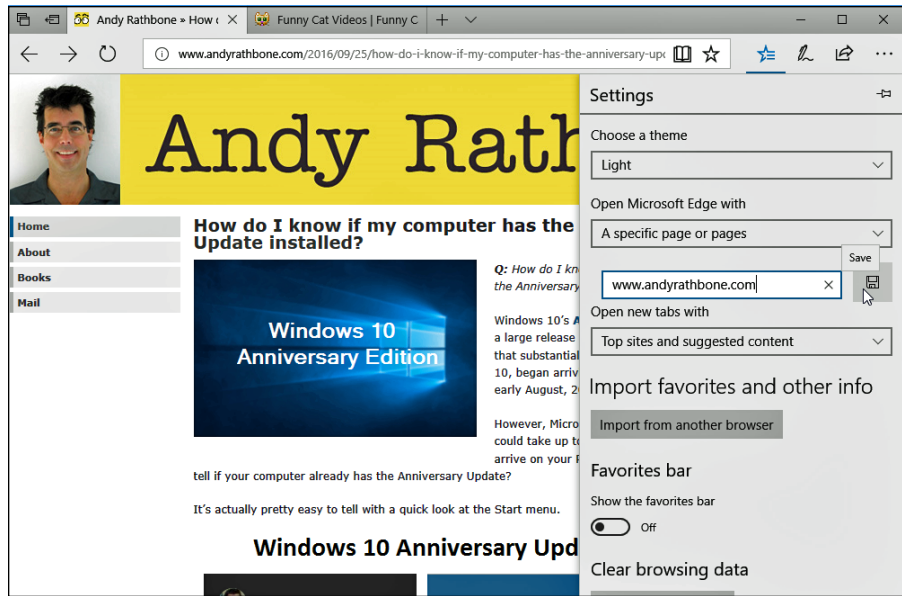 Andy Rathbone » How
Funny Cat Videos | Funny C
www.andyrathbone.com/2016/09/25/how-do-i-know-if-my-computer-has-the-anniversary-upc
Andy Rath
Home
About
Books
Mail
How do I know if my computer has the
Update installed?
Windows 10
Anniversary Edition
Q: How do I kn
the Anniversary
Windows 10's A
a large release
that substantial
10, began arriv
early August, 2
However, Micro
could take up to
arrive on your P
tell if your computer already has the Anniversary Update?
It's actually pretty easy to tell with a quick look at the Start menu.
Windows 10 Anniversary Upd
Settings
Choose a theme
Light
Open Microsoft Edge with
A specific page or pages
Save
www.andyrathbone.com
Open new tabs with
Top sites and suggested content
Import favorites and other info
Import from another browser
Favorites bar
Show the favorites bar
Off
Clear browsing data